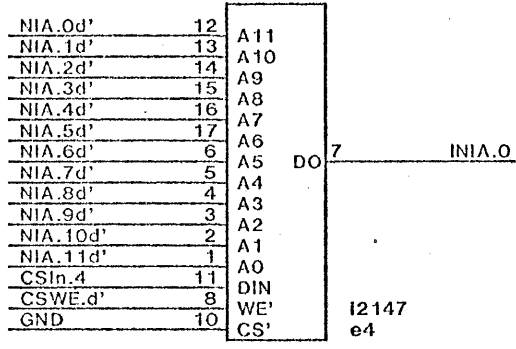 NIA.0d' 12 A11
NIA.1d' 13 A10
NIA.2d' 14 A9
NIA.3d' 15 A8
NIA.4d' 16 A7
NIA.5d' 17 A6
NIA.6d' 6 A5 DO 7 INIA.0
NIA.7d' 5 A4
NIA.8d' 4 A3
NIA.9d' 3 A2
NIA.10d' 2 A1
NIA.11d' 1 A0
CSIn.4 11 DIN
CSWE.d' 8 WE' I2147
GND 10 CS' e4